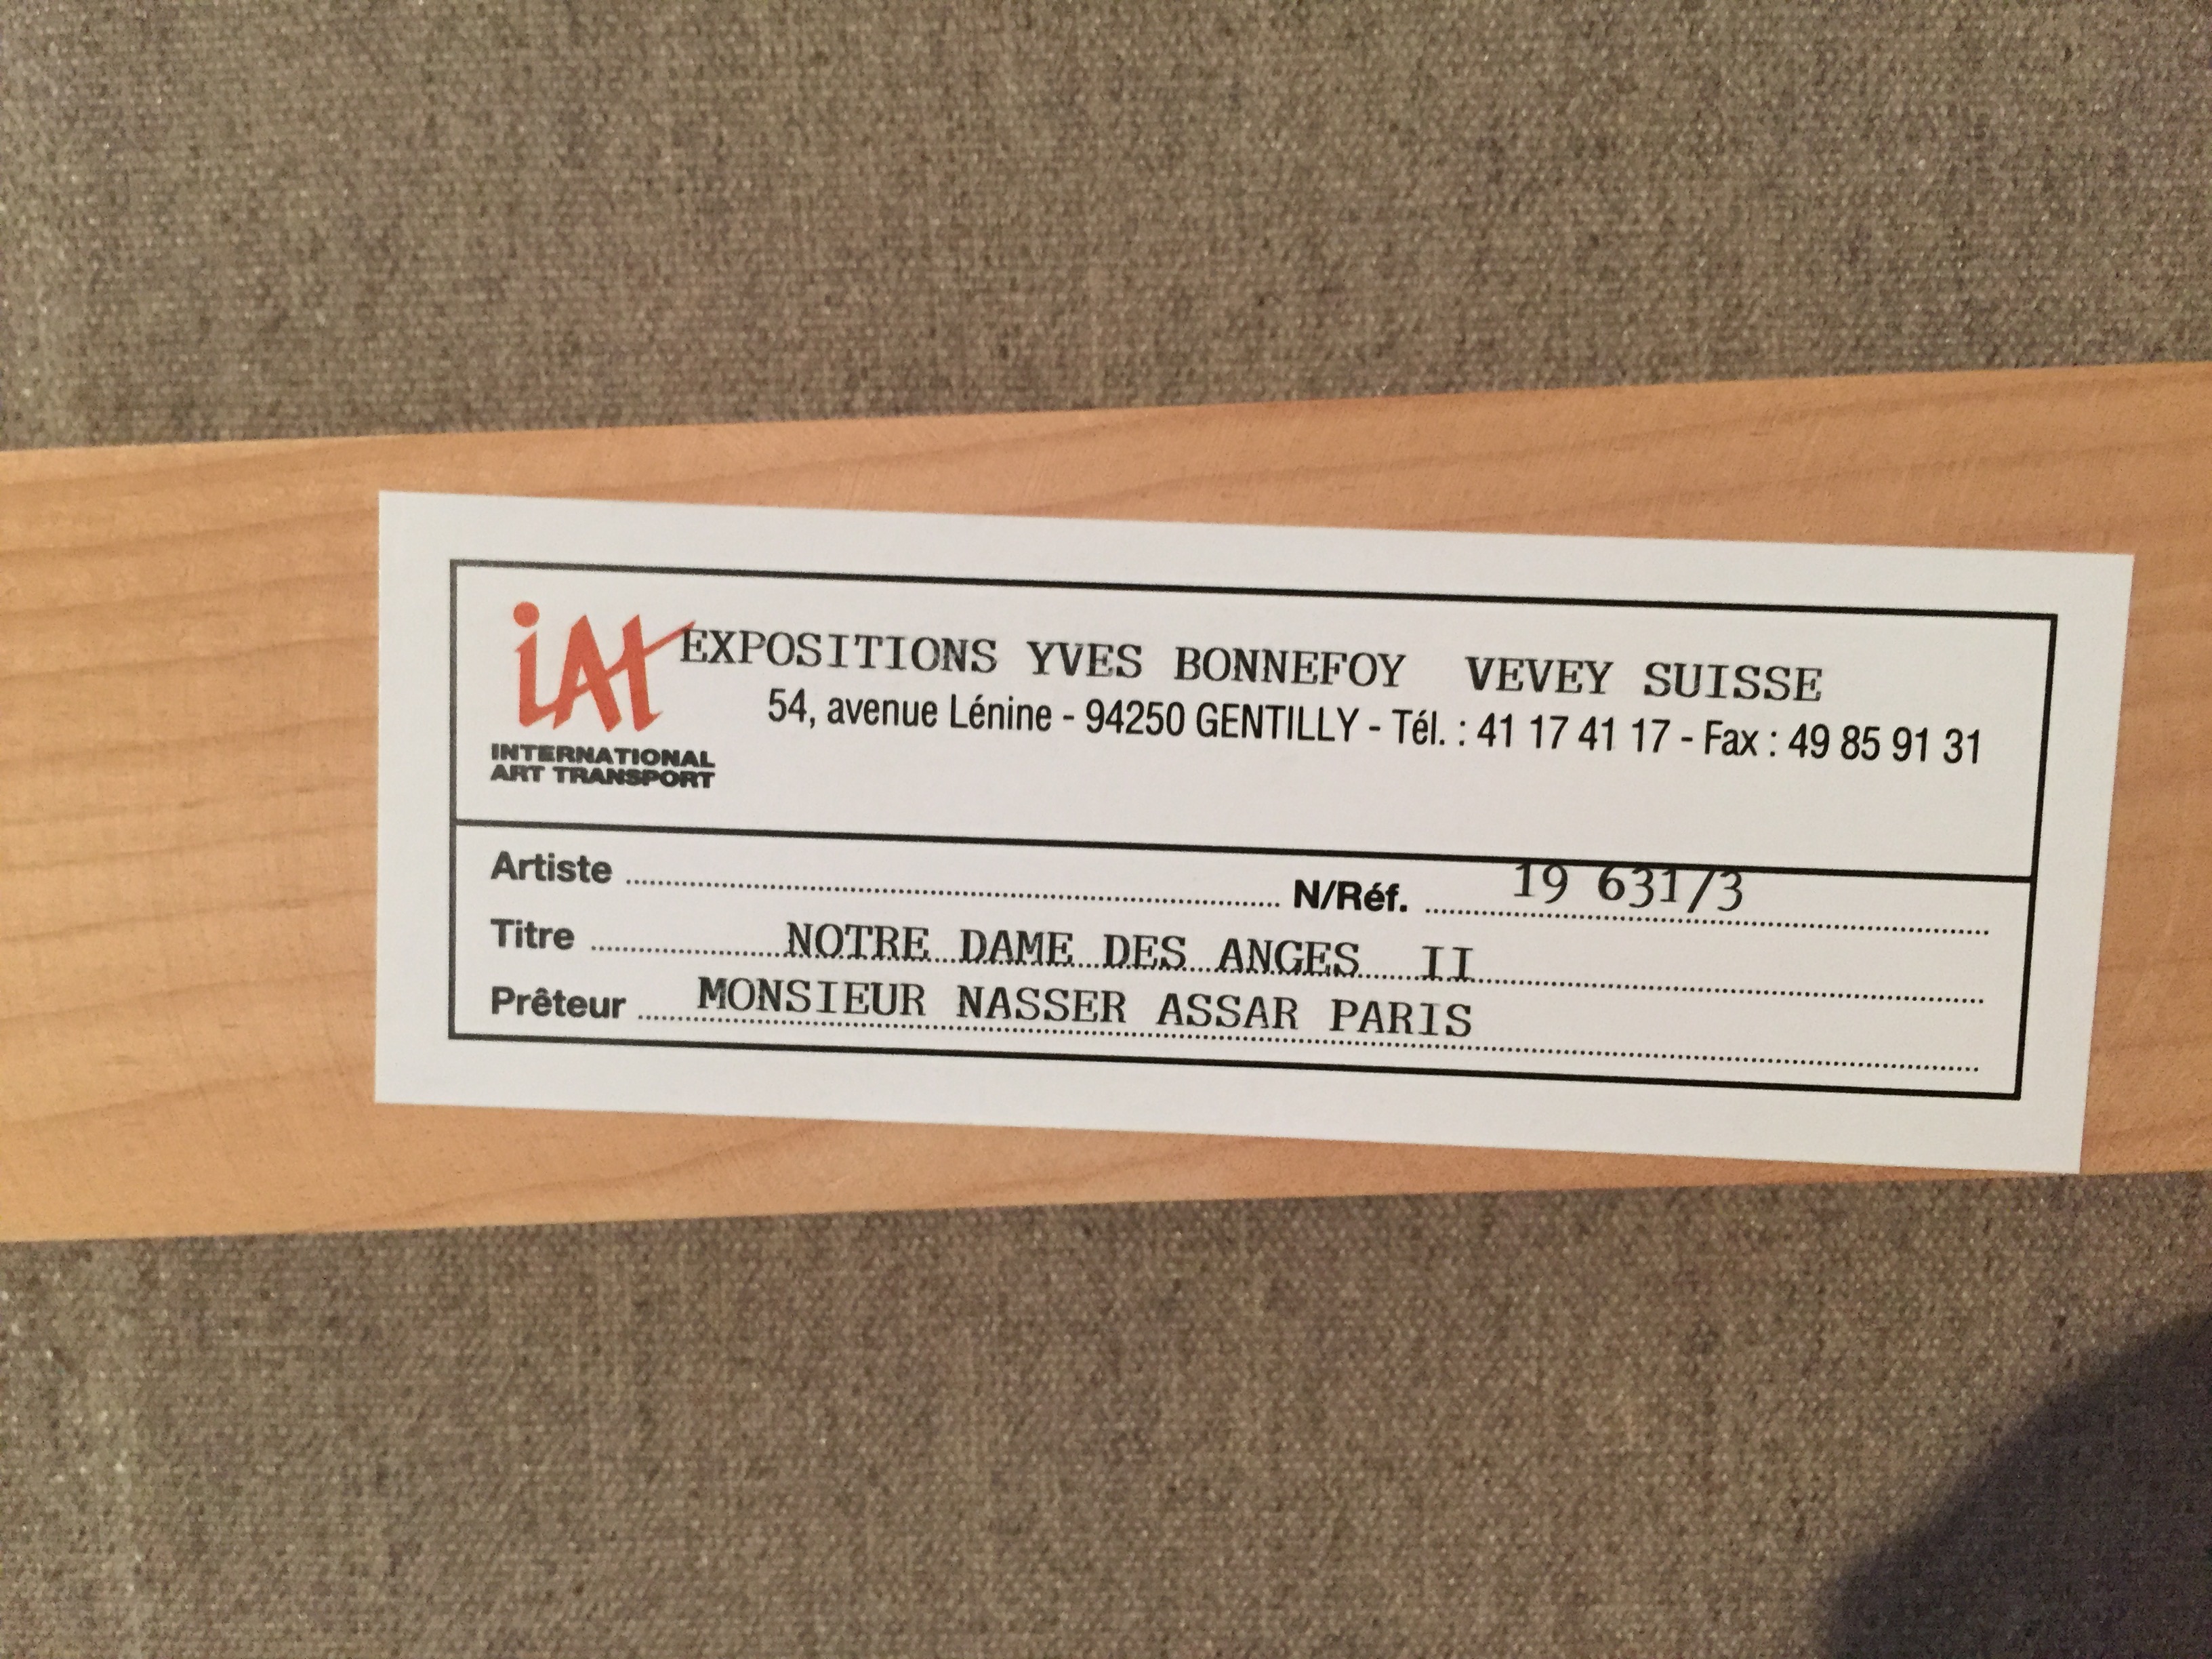 iAt EXPOSITIONS YVES BONNEFOY VEVEY SUISSE
54, avenue Lénine - 94250 GENTILLY - Tél. : 41 17 41 17 - Fax : 49 85 91 31
INTERNATIONAL
ART TRANSPORT
Artiste ........ N/Réf. ........ 19 631/3
Titre ........ NOTRE DAME DES ANGES II
Prêteur ........ MONSIEUR NASSER ASSAR PARIS